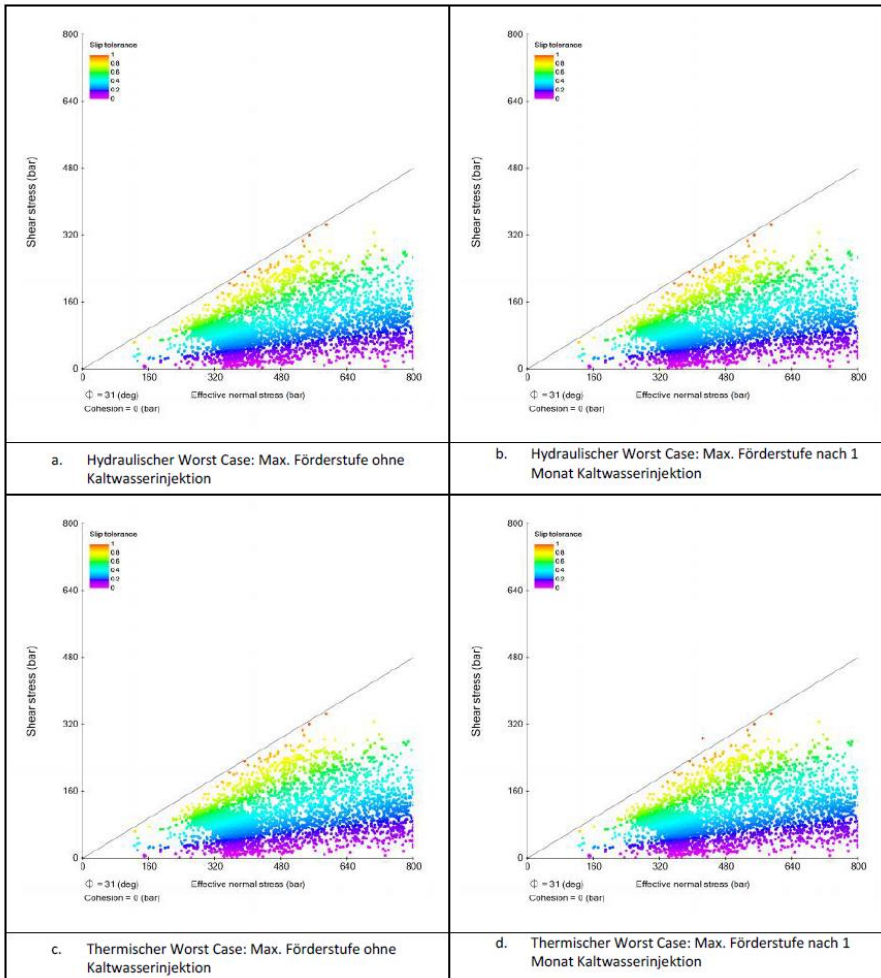 800
640
480
320
160
0
Shear stress (bar)
Slip tolerance
1
0.8
0.6
0.4
0.2
0
0 160 320 480 640 800
Φ = 31 (deg) Effective normal stress (bar)
Cohesion = 0 (bar)
a. Hydraulischer Worst Case: Max. Förderstufe ohne
Kaltwasserinjektion
800
640
480
320
160
0
Shear stress (bar)
Slip tolerance
1
0.8
0.6
0.4
0.2
0
0 160 320 480 640 800
Φ = 31 (deg) Effective normal stress (bar)
Cohesion = 0 (bar)
b. Hydraulischer Worst Case: Max. Förderstufe nach 1
Monat Kaltwasserinjektion
800
640
480
320
160
0
Shear stress (bar)
Slip tolerance
1
0.8
0.6
0.4
0.2
0
0 160 320 480 640 800
Φ = 31 (deg) Effective normal stress (bar)
Cohesion = 0 (bar)
c. Thermischer Worst Case: Max. Förderstufe ohne
Kaltwasserinjektion
800
640
480
320
160
0
Shear stress (bar)
Slip tolerance
1
0.8
0.6
0.4
0.2
0
0 160 320 480 640 800
Φ = 31 (deg) Effective normal stress (bar)
Cohesion = 0 (bar)
d. Thermischer Worst Case: Max. Förderstufe nach 1
Monat Kaltwasserinjektion